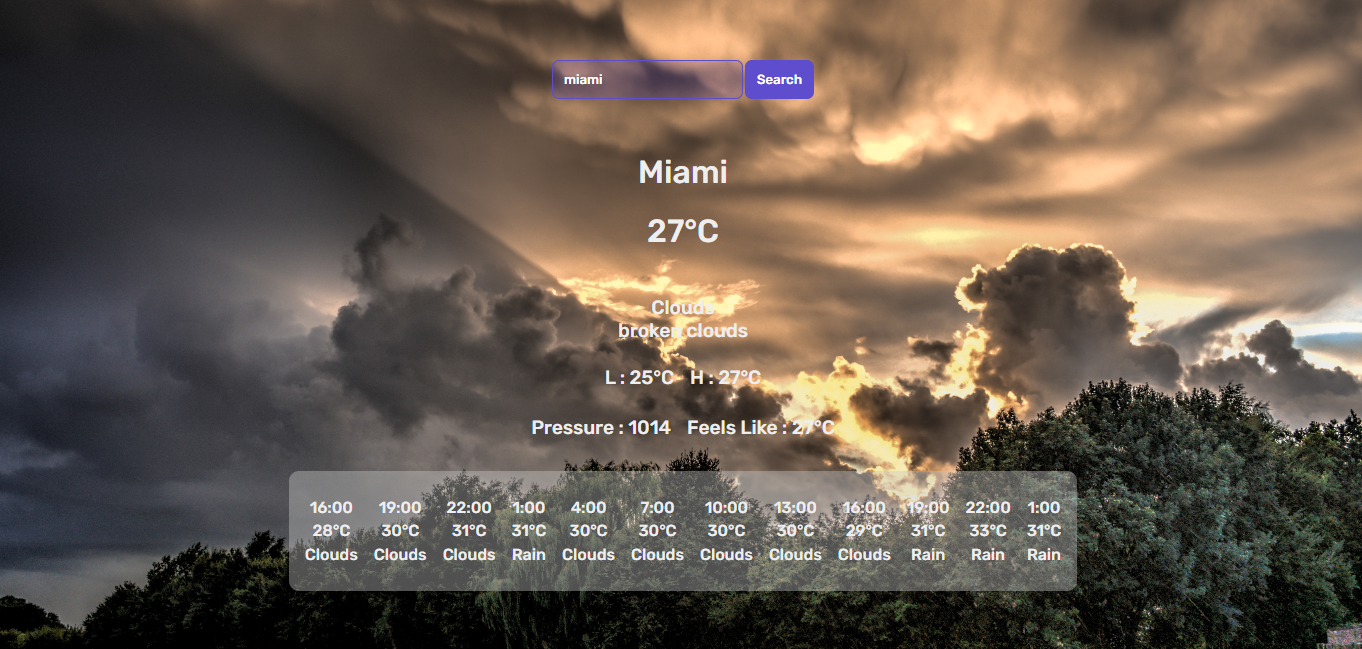 miami Search
Miami
27°C
Clouds
broken clouds
L : 25°C H : 27°C
Pressure : 1014 Feels Like : 27°C
16:00 19:00 22:00 1:00 4:00 7:00 10:00 13:00 16:00 19:00 22:00 1:00
28°C 30°C 31°C 31°C 30°C 30°C 30°C 30°C 29°C 31°C 33°C 31°C
Clouds Clouds Clouds Rain Clouds Clouds Clouds Clouds Clouds Rain Rain Rain